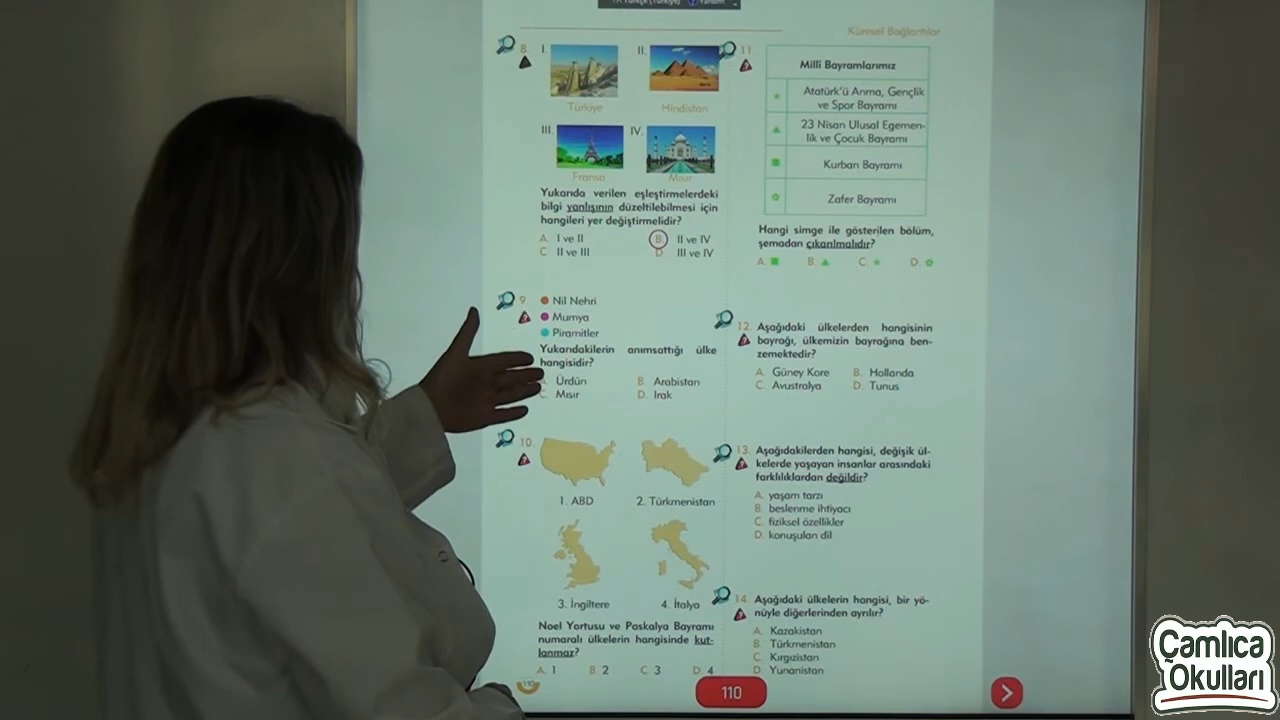 Yardım
Küresel Bağlantılar
8. I. II.
Türkiye Hindistan
III. IV.
Fransa Mısır
Yukarıda verilen eşleştirmelerdeki
bilgi yanlışının düzeltilebilmesi için
hangileri yer değiştirmelidir?
A. I ve II B. II ve IV
C II ve III D III ve IV
9. Nil Nehri
Mumya
Piramitler
Yukarıdakilerin anımsattığı ülke
hangisidir?
Ürdün B. Arabistan
C. Mısır D. Irak
10
1. ABD 2. Türkmenistan
3. İngiltere 4. İtalya
Noel Yortusu ve Paskalya Bayramı
numaralı ülkelerin hangisinde kut-
lanmaz?
A. 1 B. 2 C. 3 D. 4
11.
Millî Bayramlarımız
Atatürk'ü Anma, Gençlik
ve Spor Bayramı
23 Nisan Ulusal Egemen-
lik ve Çocuk Bayramı
Kurban Bayramı
Zafer Bayramı
Hangi simge ile gösterilen bölüm,
şemadan çıkarılmalıdır?
A. B. C. D.
12. Aşağıdaki ülkelerden hangisinin
bayrağı, ülkemizin bayrağına ben-
zemektedir?
A. Güney Kore B. Hollanda
C. Avustralya D. Tunus
13. Aşağıdakilerden hangisi, değişik ül-
kelerde yaşayan insanlar arasındaki
farklılıklardan değildir?
A. yaşam tarzı
B. beslenme ihtiyacı
C. fiziksel özellikler
D. konuşulan dil
14. Aşağıdaki ülkelerin hangisi, bir yö-
nüyle diğerlerinden ayrılır?
A. Kazakistan
B. Türkmenistan
C. Kırgızistan
D Yunanistan
110
110
Çamlıca
Okulları